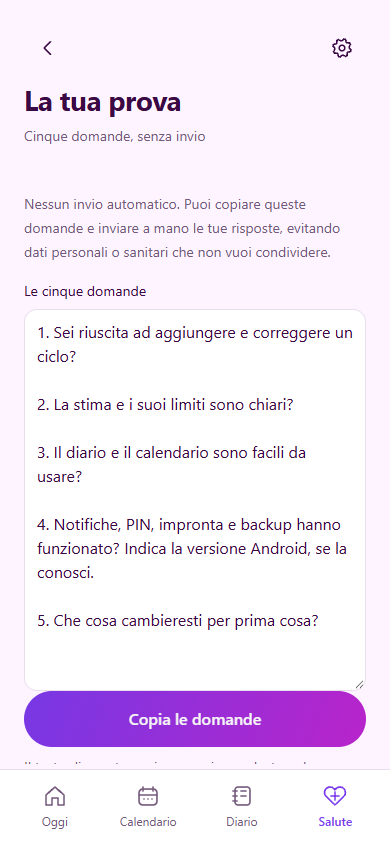 La tua prova
Cinque domande, senza invio
Nessun invio automatico. Puoi copiare queste
domande e inviare a mano le tue risposte, evitando
dati personali o sanitari che non vuoi condividere.
Le cinque domande
1. Sei riuscita ad aggiungere e correggere un
ciclo?
2. La stima e i suoi limiti sono chiari?
3. Il diario e il calendario sono facili da
usare?
4. Notifiche, PIN, impronta e backup hanno
funzionato? Indica la versione Android, se la
conosci.
5. Che cosa cambieresti per prima cosa?
Copia le domande
Oggi
Calendario
Diario
Salute